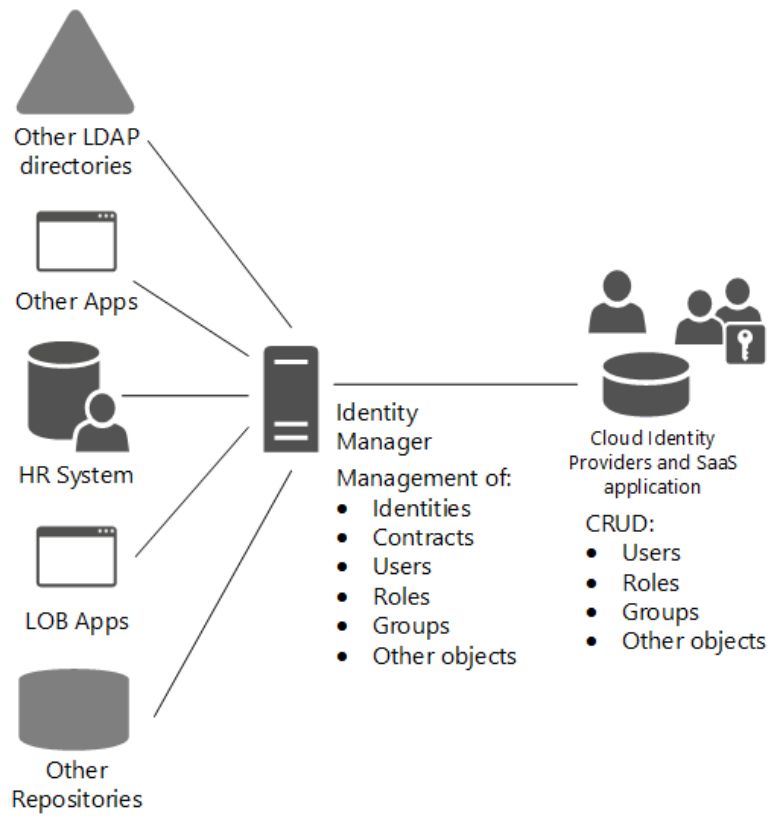 Other LDAP
directories
Other Apps
HR System
LOB Apps
Other
Repositories
Identity
Manager
Management of:
• Identities
• Contracts
• Users
• Roles
• Groups
• Other objects
Cloud Identity
Providers and SaaS
application
CRUD:
• Users
• Roles
• Groups
• Other objects